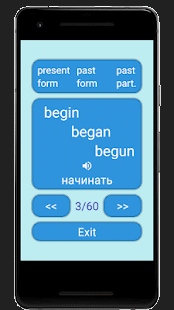 present past past
form form part.
begin
began
begun
начинать
<< 3/60 >>
Exit